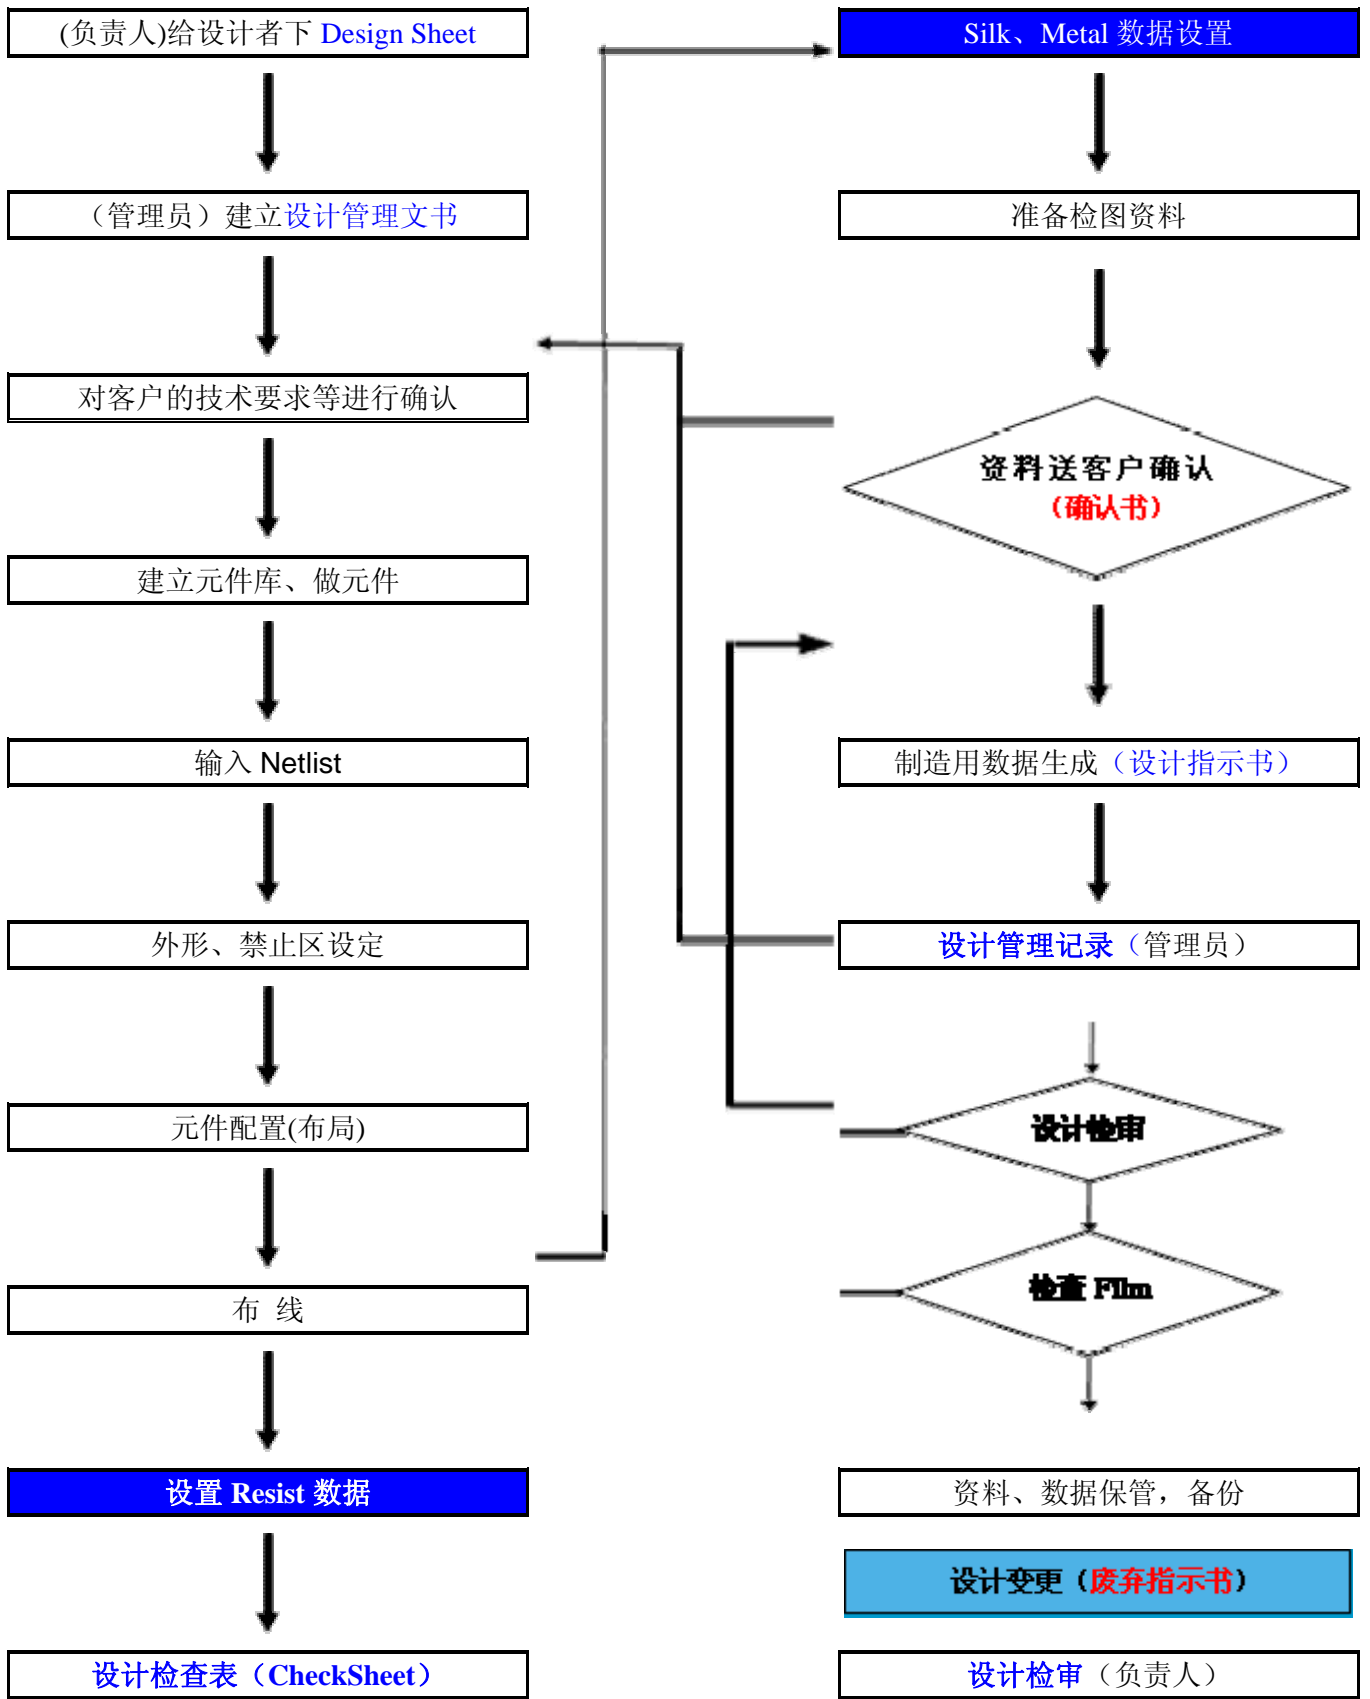 (负责人)给设计者下 Design Sheet
（管理员）建立设计管理文书
对客户的技术要求等进行确认
建立元件库、做元件
输入 Netlist
外形、禁止区设定
元件配置(布局)
布 线
设置 Resist 数据
设计检查表（CheckSheet）
Silk、Metal 数据设置
准备检图资料
资料送客户确认
（确认书）
制造用数据生成（设计指示书）
设计管理记录（管理员）
设计检审
检查 Film
资料、数据保管，备份
设计变更（废弃指示书）
设计检审（负责人）